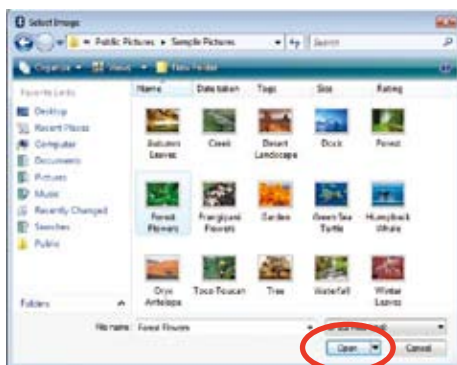 Select Image
Public Pictures ▸ Sample Pictures
Search
Organize Views New Folder
Favorite Links
Name Date taken Tags Size Rating
Desktop
Recent Places
Computer
Documents
Pictures
Music
Recently Changed
Searches
Public
Folders
Autumn Leaves
Creek
Desert Landscape
Dock
Forest
Forest Flowers
Frangipani Flowers
Garden
Green Sea Turtle
Humpback Whale
Oryx Antelope
Toco Toucan
Tree
Waterfall
Winter Leaves
File name: Forest Flowers
Open
Cancel